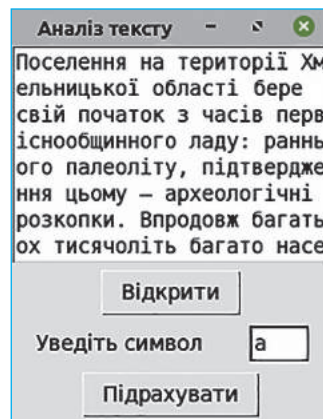 Аналіз тексту
Поселення на території Хм
ельницької області бере
свій початок з часів перв
існообщинного ладу: раннь
ого палеоліту, підтвердже
ння цьому — археологічні
розкопки. Впродовж багать
ох тисячоліть багато насе
Відкрити
Уведіть символ а
Підрахувати